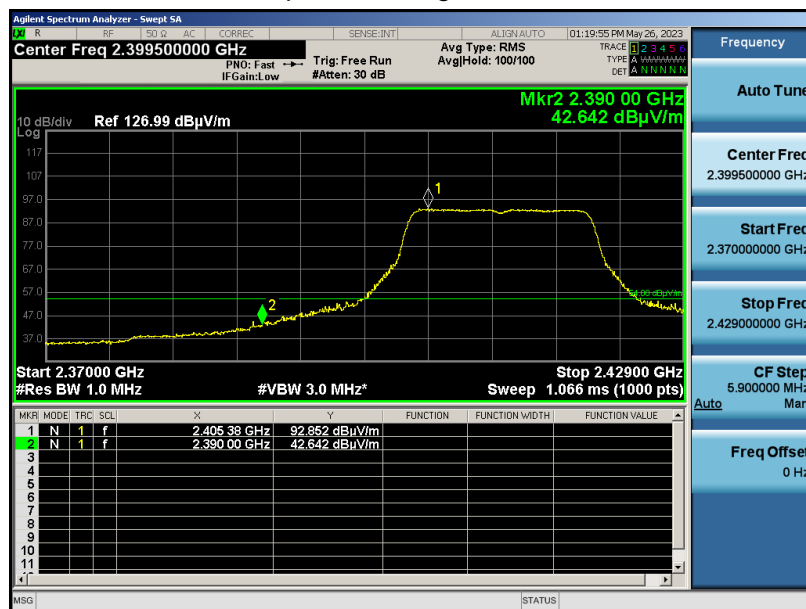 Agilent Spectrum Analyzer - Swept SA
LXI R RF 50 Ω AC CORREC SENSE:INT ALIGN AUTO 01:19:55 PM May 26, 2023
Center Freq 2.399500000 GHz
PNO: Fast Trig: Free Run Avg Type: RMS TRACE 1 2 3 4 5 6
IFGain:Low #Atten: 30 dB Avg|Hold: 100/100 TYPE A WWWWW
DET A N N N N N
Mkr2 2.390 00 GHz
10 dB/div Ref 126.99 dBµV/m 42.642 dBµV/m
Log
117
107
97.0
87.0
77.0
67.0
57.0
47.0
37.0
1
2
54.00 dBµV/m
Start 2.37000 GHz Stop 2.42900 GHz
#Res BW 1.0 MHz #VBW 3.0 MHz* Sweep 1.066 ms (1000 pts)
MKR MODE TRC SCL X Y FUNCTION FUNCTION WIDTH FUNCTION VALUE
1 N 1 f 2.405 38 GHz 92.852 dBµV/m
2 N 1 f 2.390 00 GHz 42.642 dBµV/m
3
4
5
6
7
8
9
10
11
MSG STATUS
Frequency
Auto Tune
Center Freq
2.399500000 GHz
Start Freq
2.370000000 GHz
Stop Freq
2.429000000 GHz
CF Step
5.900000 MHz
Auto Man
Freq Offset
0 Hz